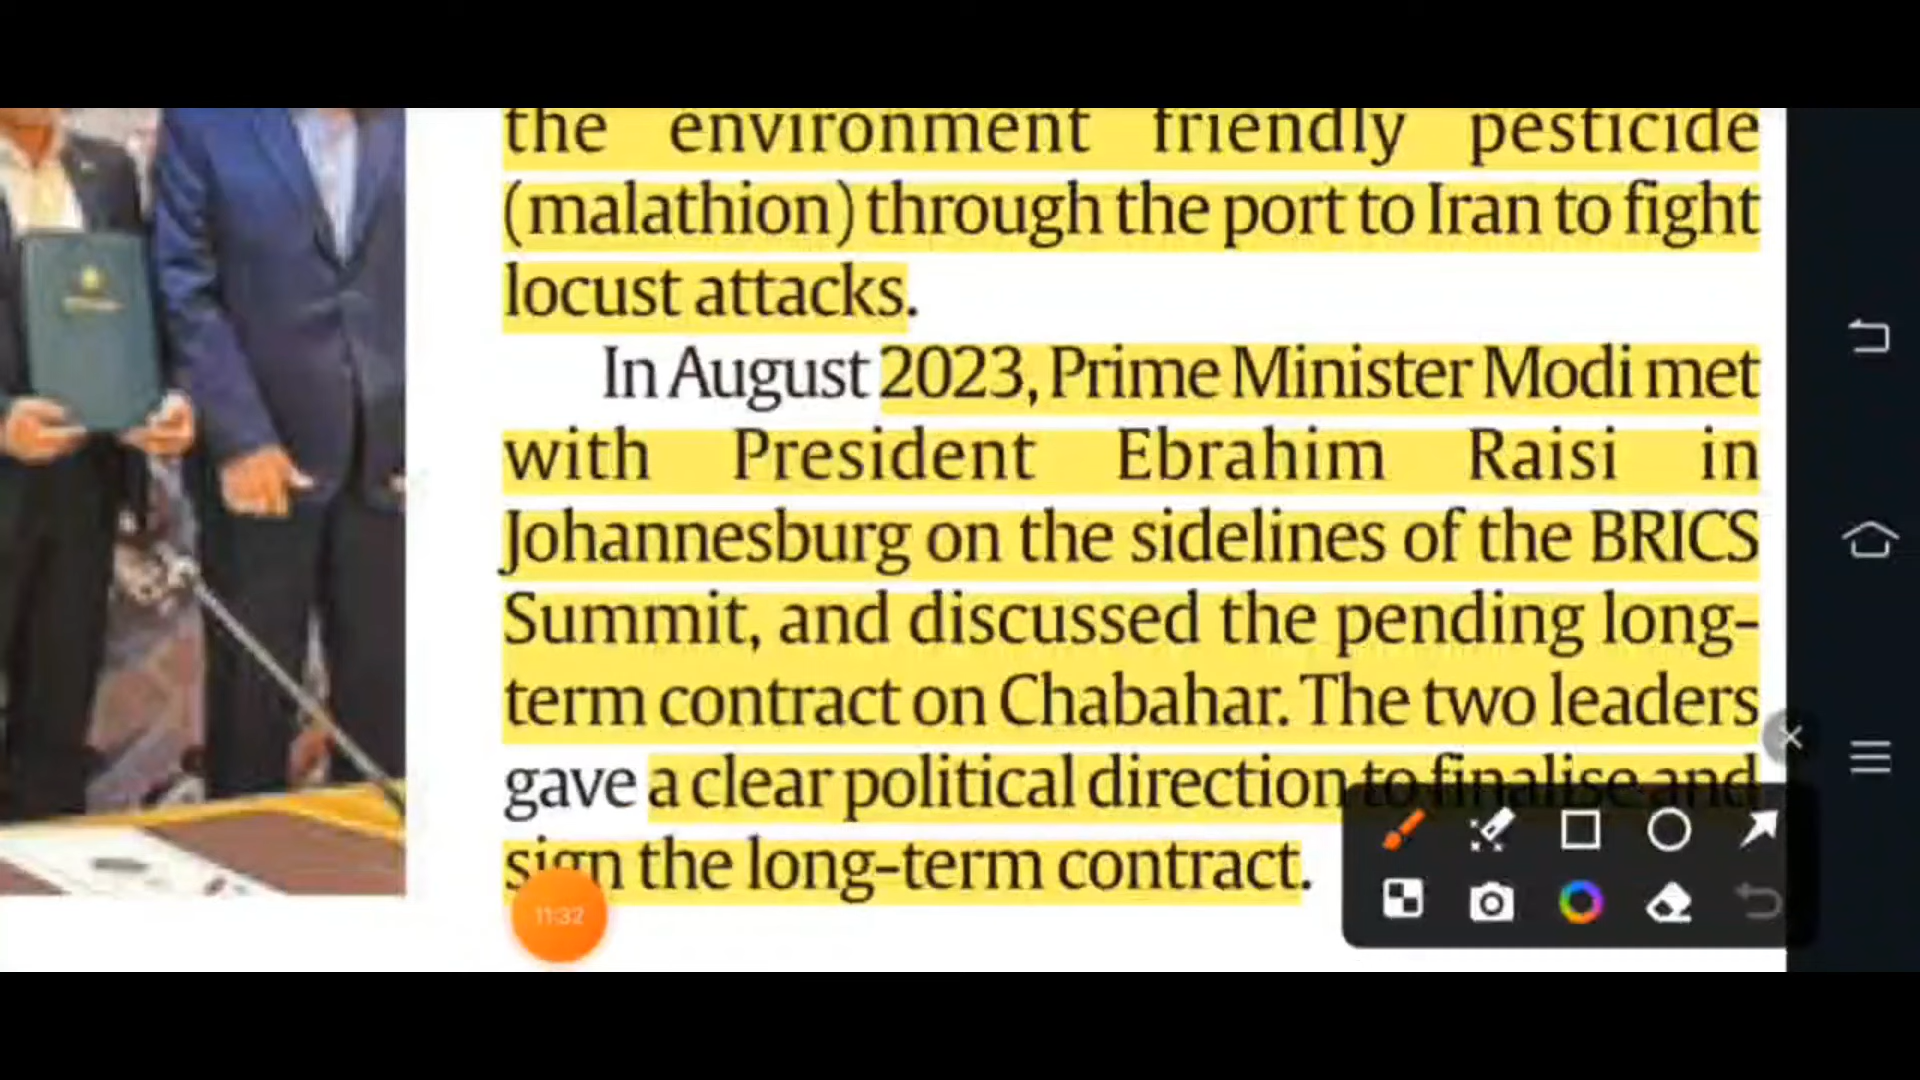 the environment friendly pesticide
(malathion) through the port to Iran to fight
locust attacks.
In August 2023, Prime Minister Modi met
with President Ebrahim Raisi in
Johannesburg on the sidelines of the BRICS
Summit, and discussed the pending long-
term contract on Chabahar. The two leaders
gave a clear political direction to finalise and
sign the long-term contract.
11:32